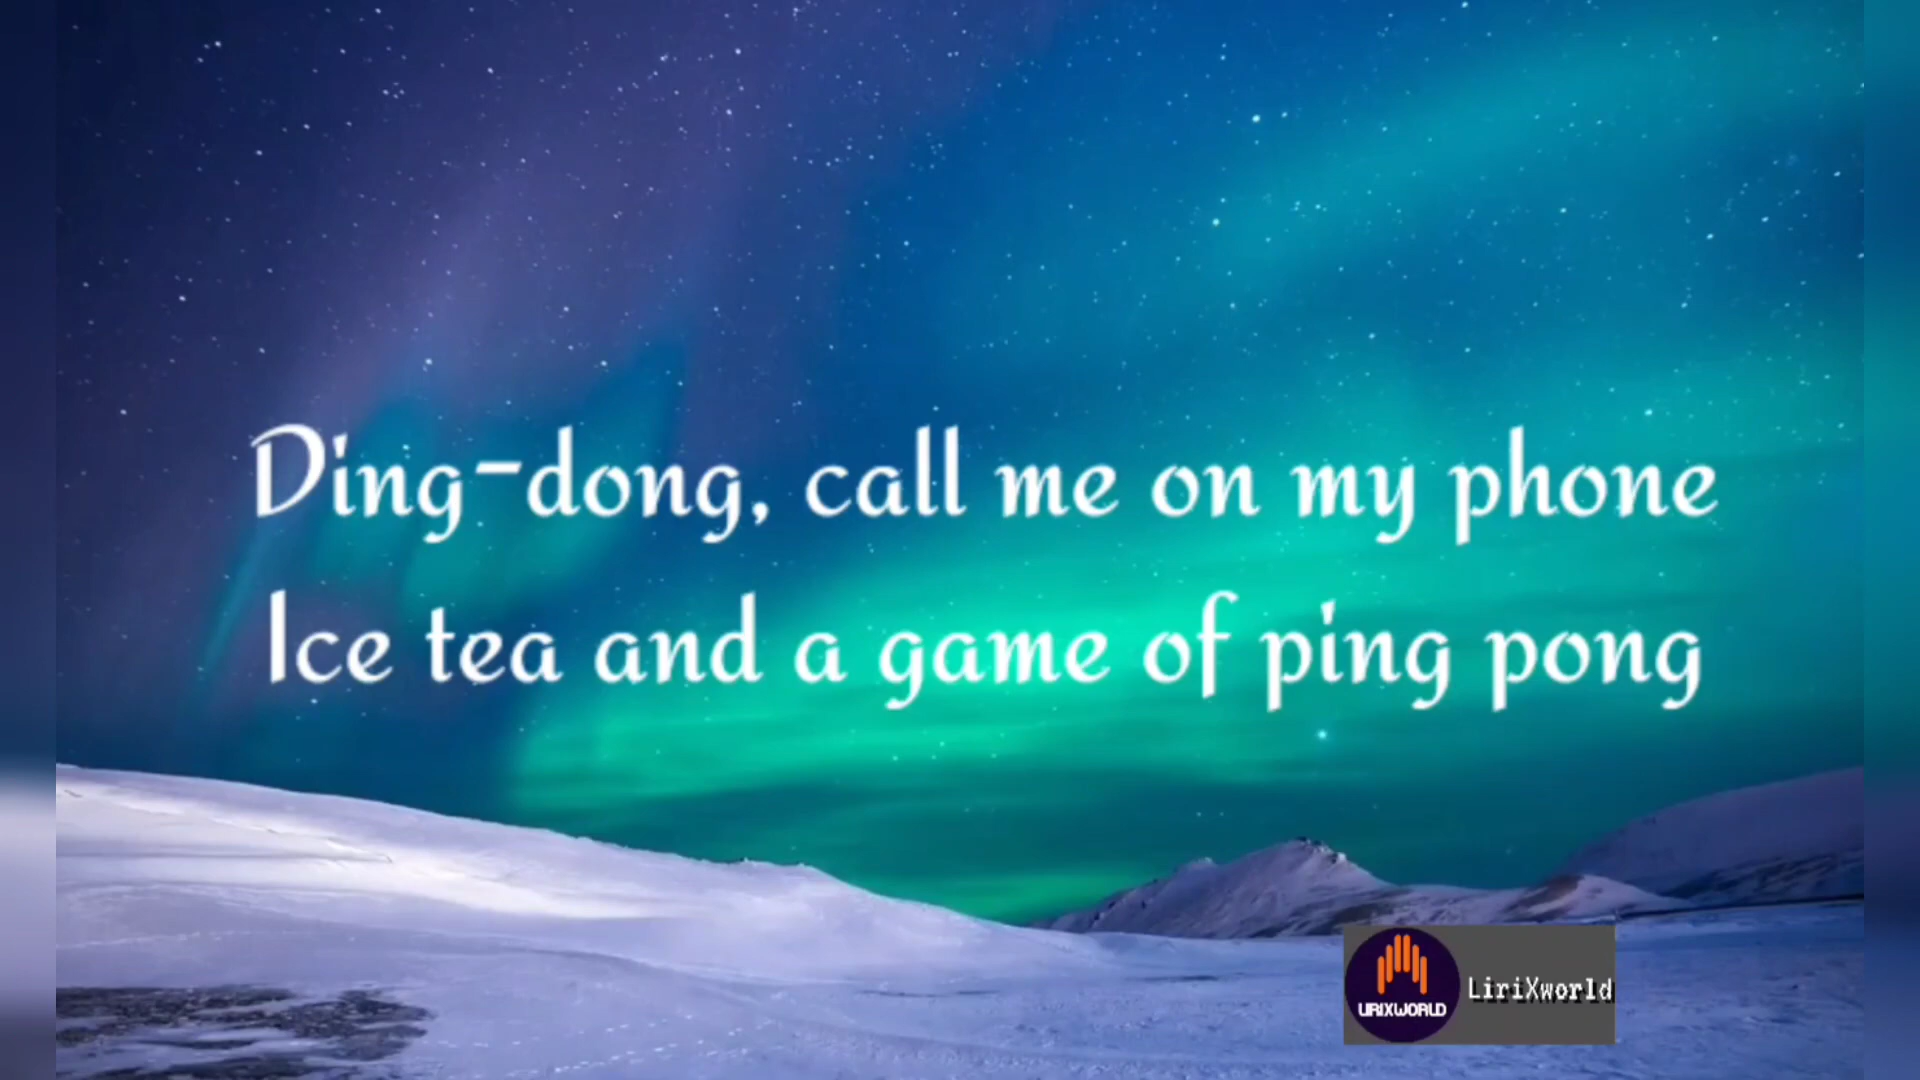 Ding-dong, call me on my phone
Ice tea and a game of ping pong
LIRIXWORLD
LiriXworld